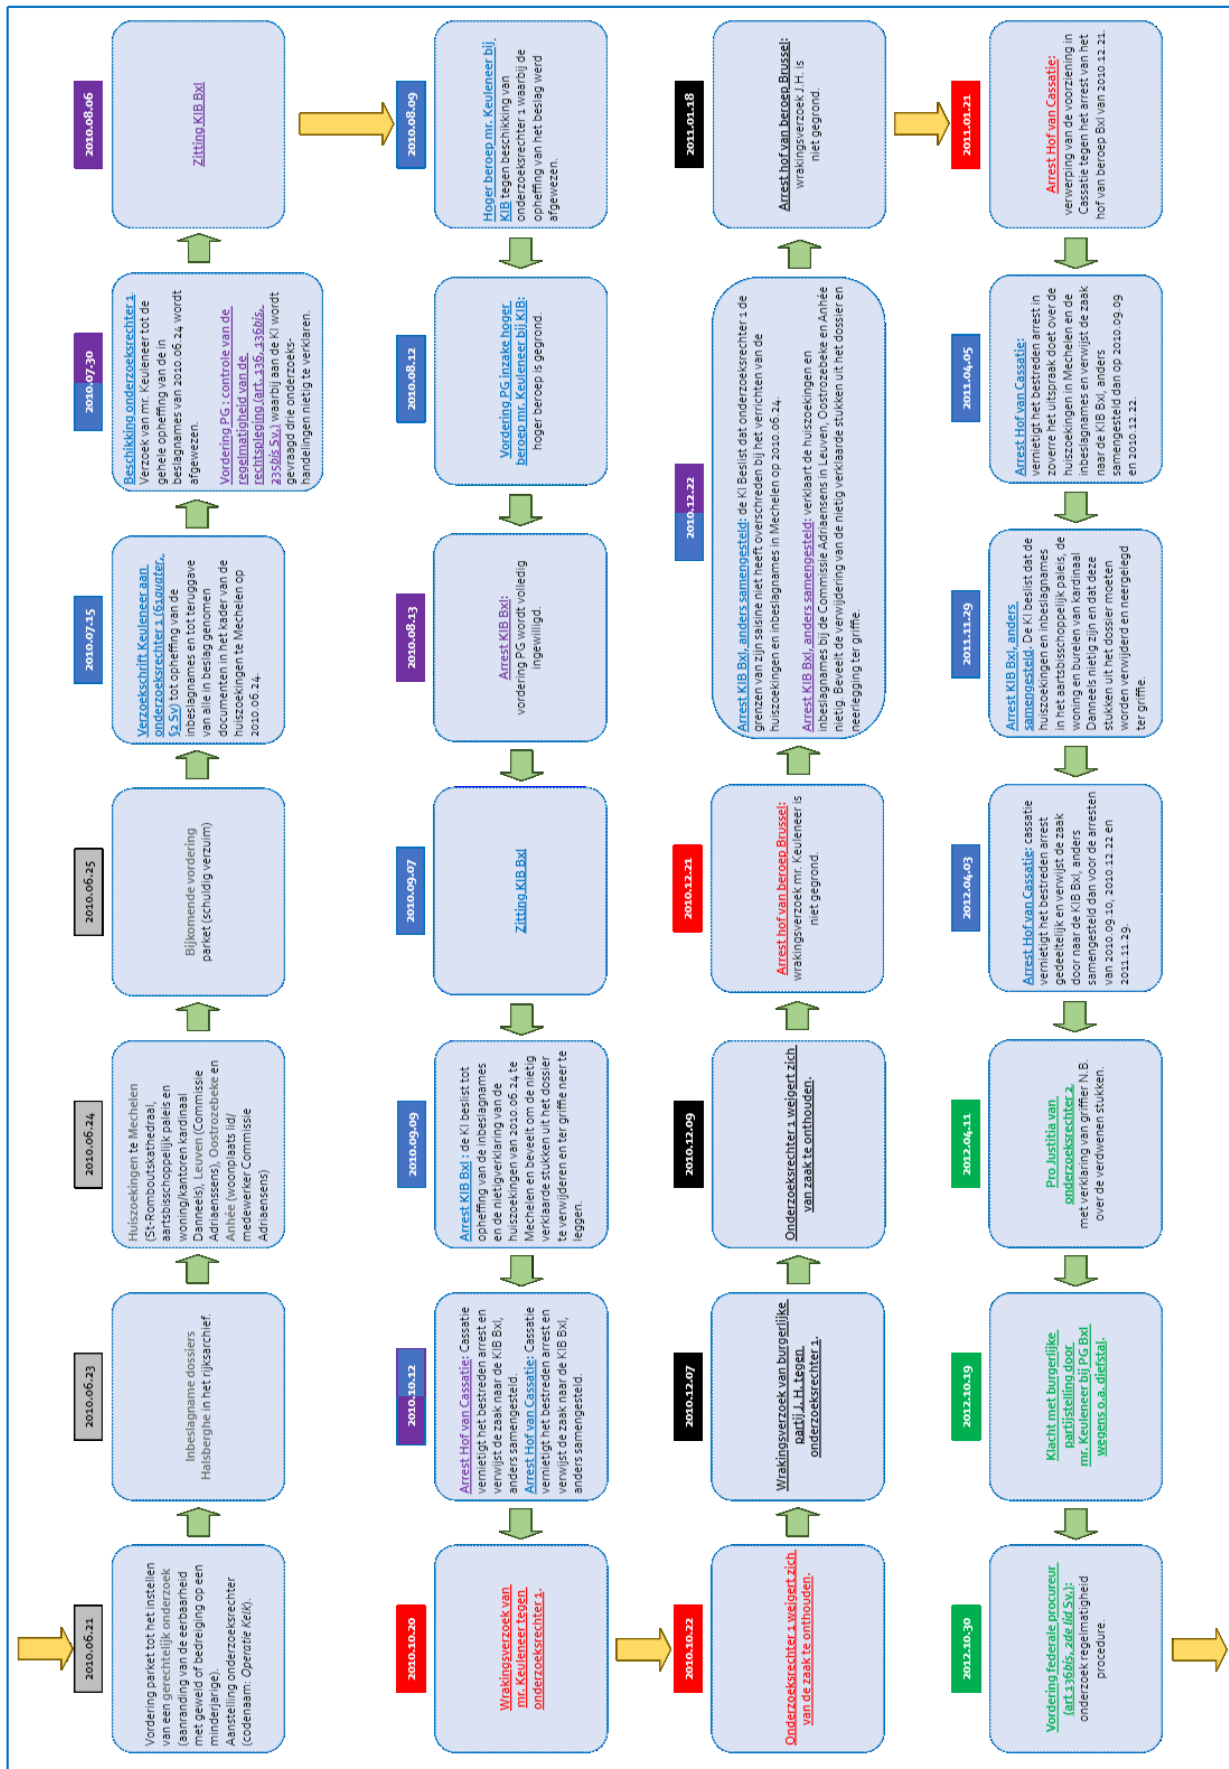 2010.06.21
Vordering parket tot het instellen
van een gerechtelijk onderzoek
(aanranding van de eerbaarheid
met geweld of bedreiging op een
minderjarige).
Aanstelling onderzoeksrechter
(codenaam: Operatie Kelk).
2010.06.23
Inbeslagname dossiers
Halsberghe in het rijksarchief.
2010.06.24
Huiszoekingen te Mechelen
(St-Romboutskathedraal,
aartsbisschoppelijk paleis en
woning/kantoren kardinaal
Danneels), Leuven (Commissie
Adriaenssens), Oostrozebeke en
Anhée (woonplaats lid/
medewerker Commissie
Adriaensens)
2010.06.25
Bijkomende vordering
parket (schuldig verzuim)
2010.07.15
Verzoekschrift Keuleneer aan
onderzoeksrechter 1 (61quater,
§2 Sv) tot opheffing van de
inbeslagnames en tot teruggave
van alle in beslag genomen
documenten in het kader van de
huiszoekingen te Mechelen op
2010.06.24.
2010.07.30
Beschikking onderzoeksrechter 1.
Verzoek van mr. Keuleneer tot de
gehele opheffing van de in
beslagnames van 2010.06.24 wordt
afgewezen.
Vordering PG : controle van de
regelmatigheid van de
rechtspleging (art. 136, 136bis,
235bis Sv.) waarbij aan de KI wordt
gevraagd drie onderzoeks-
handelingen nietig te verklaren.
2010.08.06
Zitting KIB Bxl
2010.08.09
Hoger beroep mr. Keuleneer bij
KIB tegen beschikking van
onderzoeksrechter 1 waarbij de
opheffing van het beslag werd
afgewezen.
2010.08.12
Vordering PG inzake hoger
beroep mr. Keuleneer bij KIB:
hoger beroep is gegrond.
2010.08.13
Arrest KIB Bxl:
vordering PG wordt volledig
ingewilligd.
2010.09.07
Zitting KIB Bxl
2010.09.09
Arrest KIB Bxl : de KI beslist tot
opheffing van de inbeslagnames
en de nietigverklaring van de
huiszoekingen van 2010.06.24 te
Mechelen en beveelt om de nietig
verklaarde stukken uit het dossier
te verwijderen en ter griffie neer te
leggen.
2010.10.12
Arrest Hof van Cassatie: Cassatie
vernietigt het bestreden arrest en
verwijst de zaak naar de KIB Bxl,
anders samengesteld.
Arrest Hof van Cassatie: Cassatie
vernietigt het bestreden arrest en
verwijst de zaak naar de KIB Bxl,
anders samengesteld.
2010.10.20
Wrakingsverzoek van
mr. Keuleneer tegen
onderzoeksrechter 1.
2010.10.22
Onderzoeksrechter 1 weigert zich
van de zaak te onthouden.
2010.12.07
Wrakingsverzoek van burgerlijke
partij J. H. tegen
onderzoeksrechter 1.
2010.12.09
Onderzoeksrechter 1 weigert zich
van zaak te onthouden.
2010.12.21
Arrest hof van beroep Brussel:
wrakingsverzoek mr. Keuleneer is
niet gegrond.
2010.12.22
Arrest KIB Bxl, anders samengesteld: de KI Beslist dat onderzoeksrechter 1 de
grenzen van zijn saisine niet heeft overschreden bij het verrichten van de
huiszoekingen en inbeslagnames in Mechelen op 2010.06.24.
Arrest KIB Bxl, anders samengesteld: verklaart de huiszoekingen en
inbeslagnames bij de Commissie Adriaensens in Leuven, Oostrozebeke en Anhée
nietig. Beveelt de verwijdering van de nietig verklaarde stukken uit het dossier en
neerlegging ter griffie.
2011.01.18
Arrest hof van beroep Brussel:
wrakingsverzoek J.H. is
niet gegrond.
2011.01.21
Arrest Hof van Cassatie:
verwerping van de voorziening in
Cassatie tegen het arrest van het
hof van beroep Bxl van 2010.12.21.
2011.04.05
Arrest Hof van Cassatie:
vernietigt het bestreden arrest in
zoverre het uitspraak doet over de
huiszoekingen in Mechelen en de
inbeslagnames en verwijst de zaak
naar de KIB Bxl, anders
samengesteld dan op 2010.09.09
en 2010.12.22.
2011.11.29
Arrest KIB Bxl, anders
samengesteld. De KI beslist dat de
huiszoekingen en inbeslagnames
in het aartsbisschoppelijk paleis, de
woning en burelen van kardinaal
Danneels nietig zijn en dat deze
stukken uit het dossier moeten
worden verwijderd en neergelegd
ter griffie.
2012.04.03
Arrest Hof van Cassatie: cassatie
vernietigt het bestreden arrest
gedeeltelijk en verwijst de zaak
door naar de KIB Bxl, anders
samengesteld dan voor de arresten
van 2010.09.10, 2010.12.22 en
2011.11.29.
2012.04.11
Pro Justitia van
onderzoeksrechter 2,
met verklaring van griffier N.B.
over de verdwenen stukken.
2012.10.19
Klacht met burgerlijke
partijstelling door
mr. Keuleneer bij PG Bxl
wegens o.a. diefstal.
2012.10.30
Vordering federale procureur
(art 136bis, 2de lid Sv.):
onderzoek regelmatigheid
procedure.